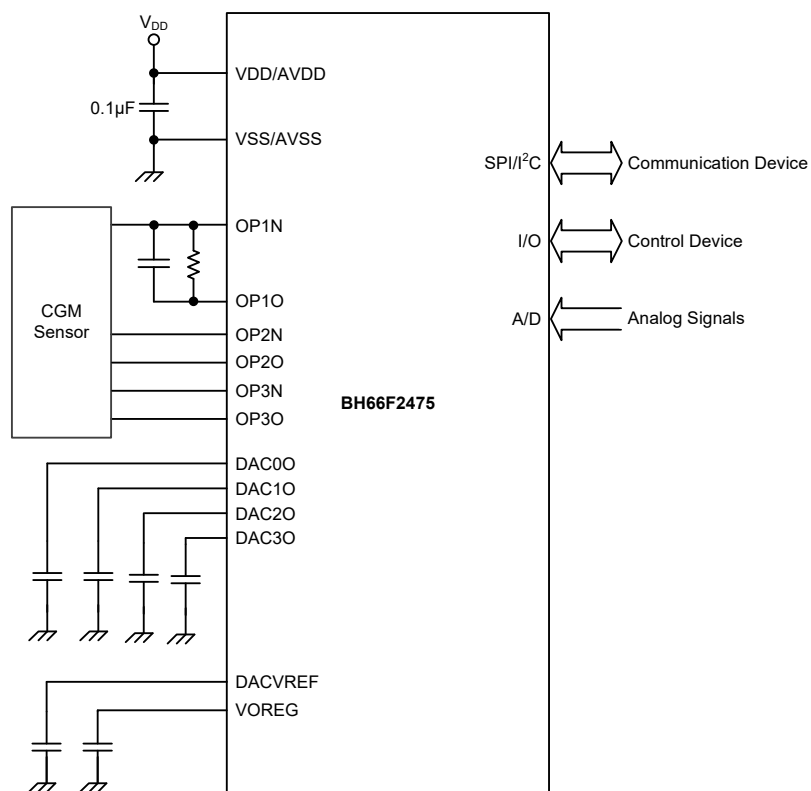 VDD
VDD/AVDD
0.1µF
VSS/AVSS
SPI/I²C
Communication Device
OP1N
I/O
Control Device
OP1O
CGM
Sensor
A/D
Analog Signals
OP2N
OP2O
OP3N
BH66F2475
OP3O
DAC0O
DAC1O
DAC2O
DAC3O
DACVREF
VOREG